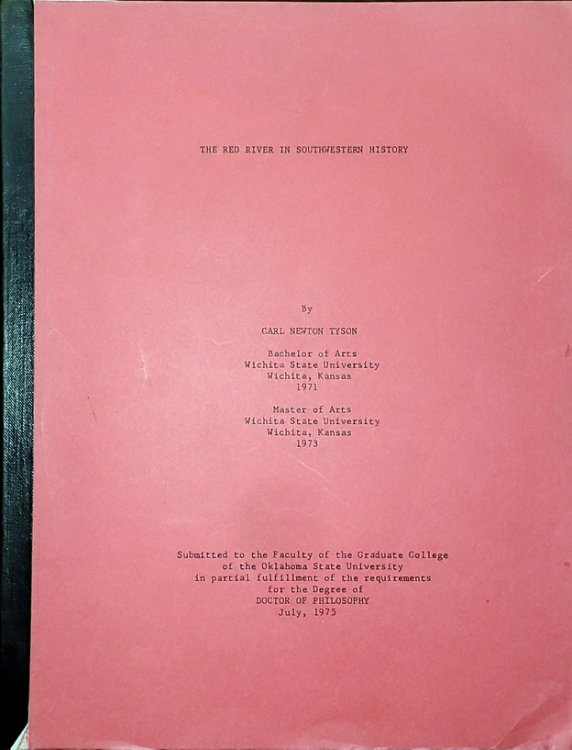 THE RED RIVER IN SOUTHWESTERN HISTORY
By
CARL NEWTON TYSON
Bachelor of Arts
Wichita State University
Wichita, Kansas
1971
Master of Arts
Wichita State University
Wichita, Kansas
1973
Submitted to the Faculty of the Graduate College
of the Oklahoma State University
in partial fulfillment of the requirements
for the Degree of
DOCTOR OF PHILOSOPHY
July, 1975